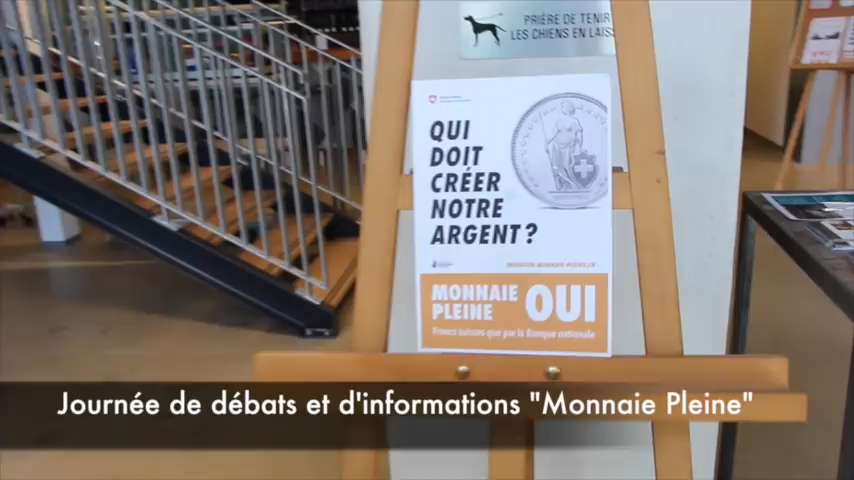 PRIÈRE DE TENIR
LES CHIENS EN LAIS
QUI
DOIT
CRÉER
NOTRE
ARGENT?
MONNAIE
PLEINE
OUI
Francs suisses que par la Banque nationale
Journée de débats et d'informations "Monnaie Pleine"